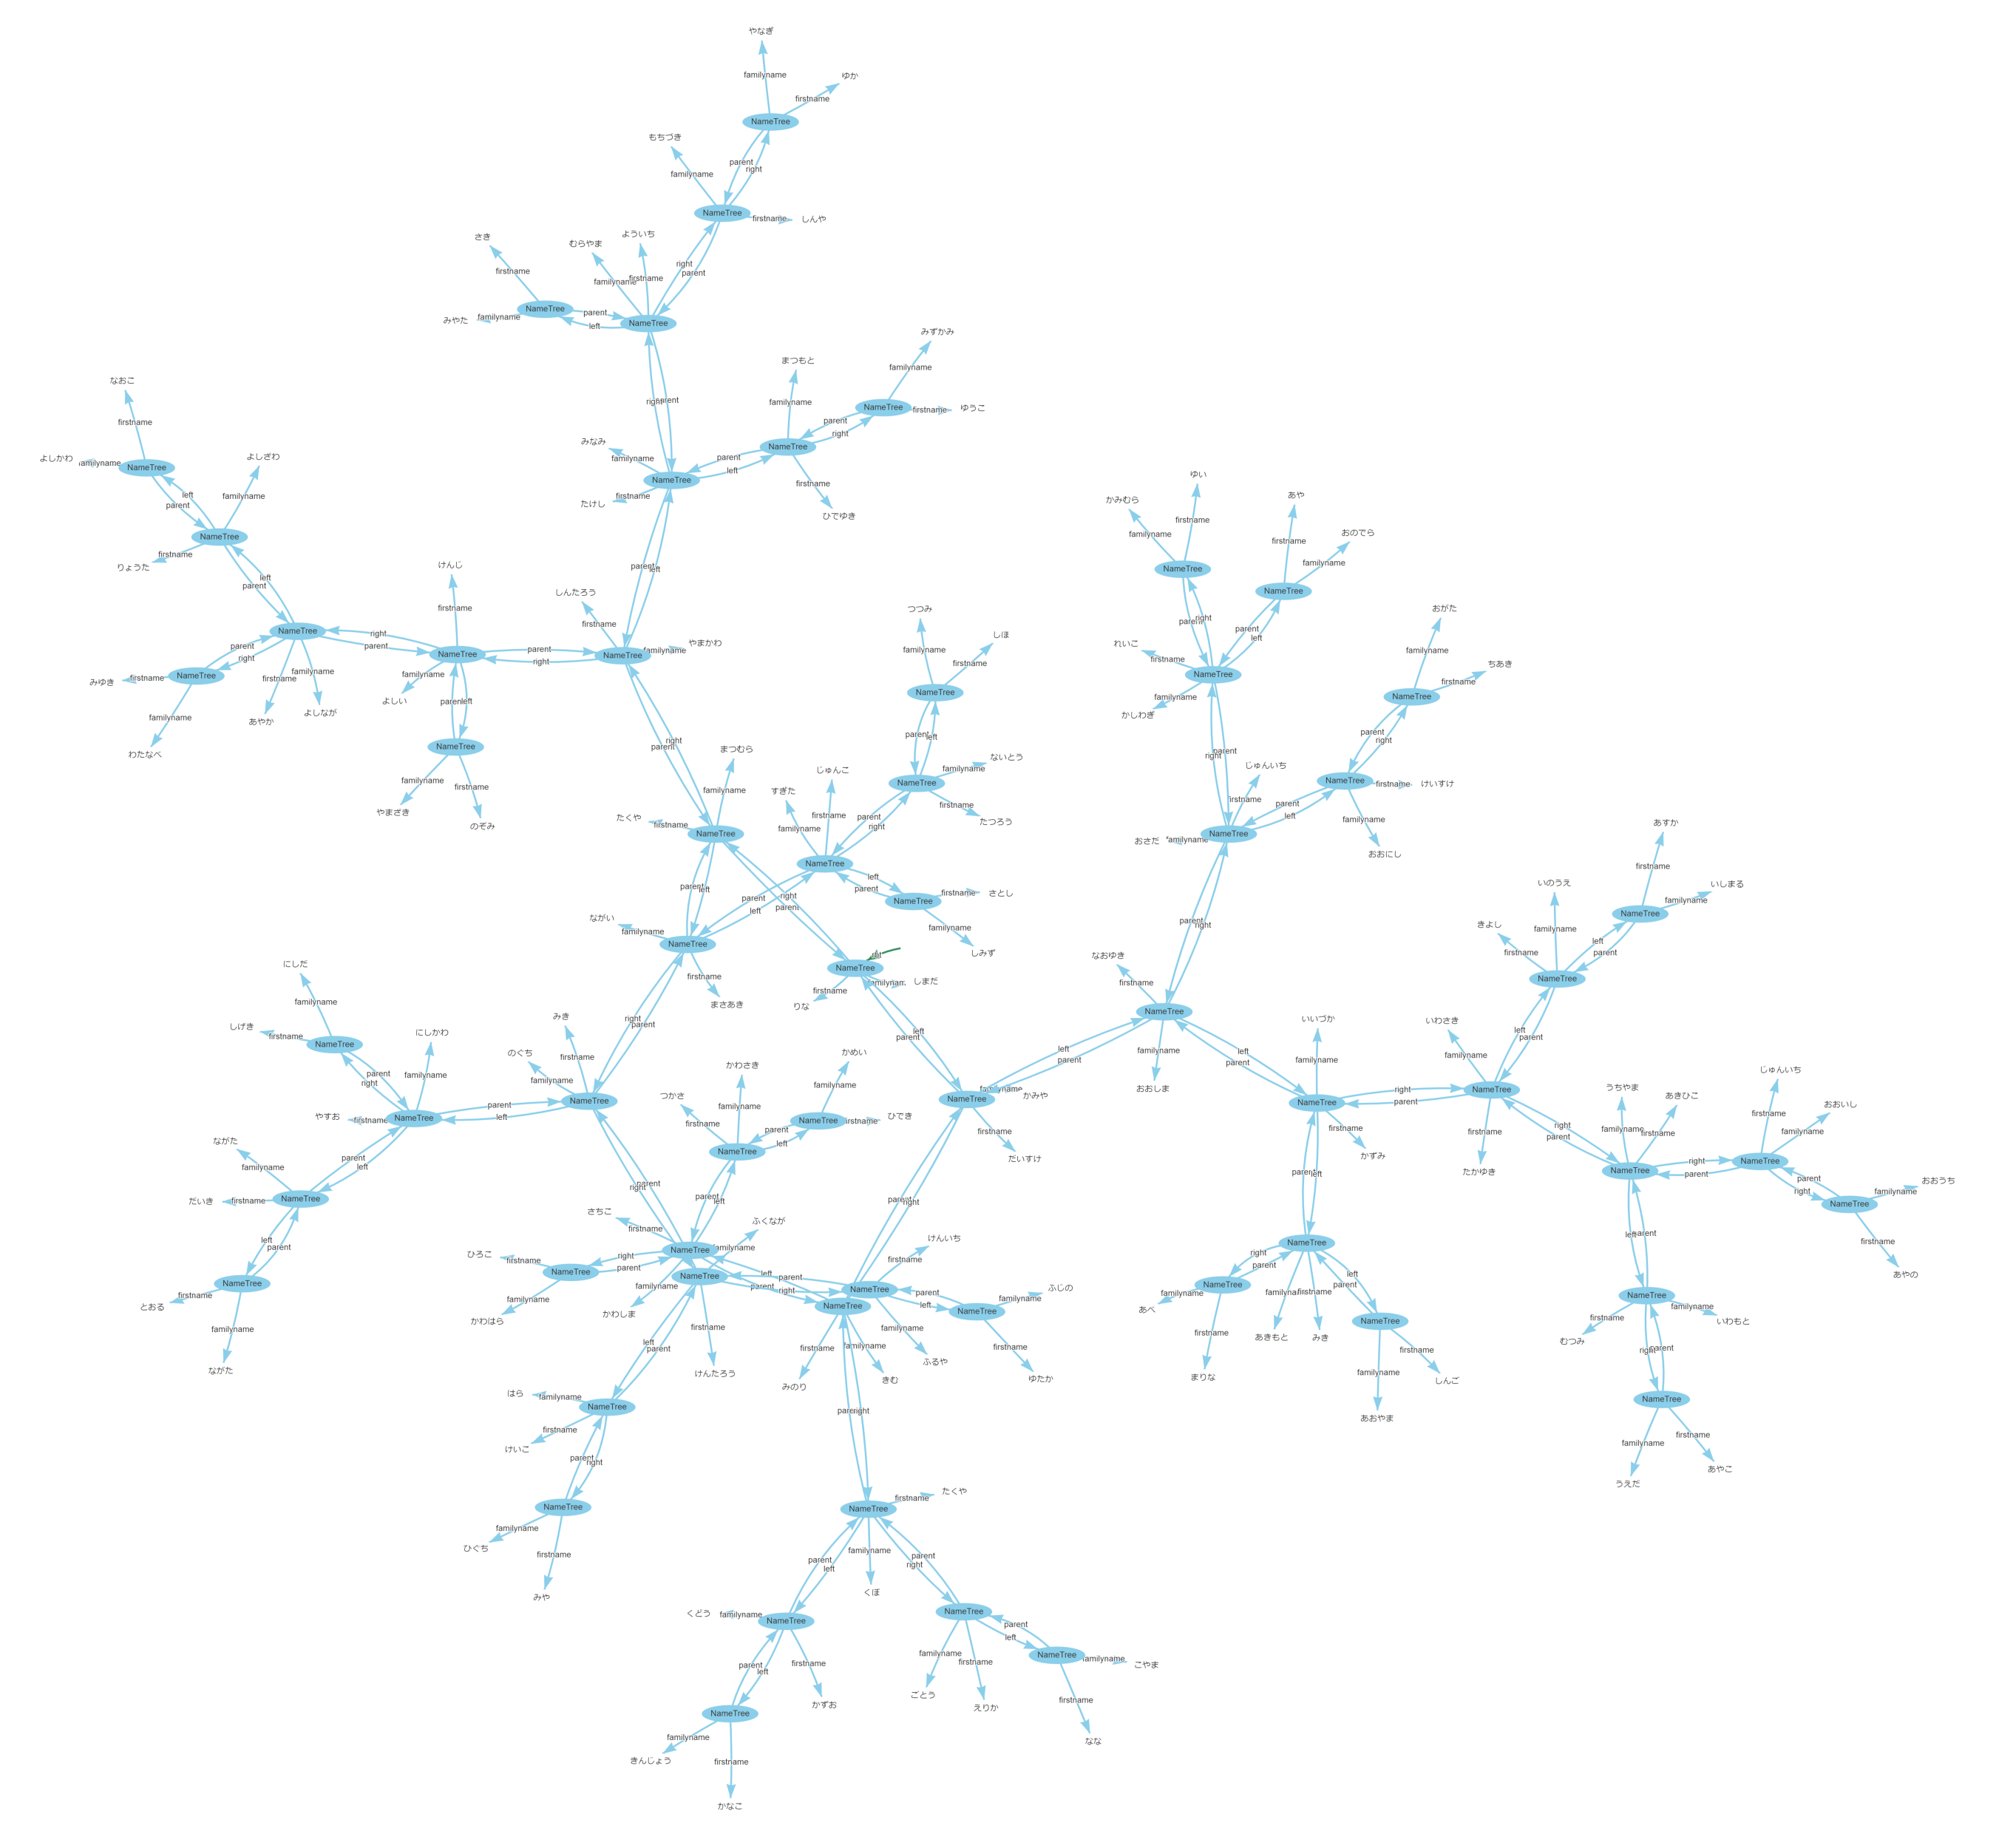 やなぎ
familyname
ゆか
firstname
NameTree
もちづき
parent
right
familyname
NameTree
firstname
しんや
さき
むらやま
よういち
firstname
familyname
firstname
right
parent
NameTree
みやた
familyname
parent
left
NameTree
みずかみ
まつもと
familyname
right
parent
familyname
NameTree
firstname
ゆうこ
parent
right
みなみ
familyname
NameTree
parent
left
NameTree
firstname
たけし
firstname
ひでゆき
なおこ
firstname
よしかわ
familyname
NameTree
よしざわ
left
parent
familyname
NameTree
firstname
りょうた
left
parent
けんじ
firstname
NameTree
right
parent
NameTree
parent
right
みゆき
firstname
NameTree
firstname
familyname
あやか
よしなが
familyname
わたなべ
familyname
よしい
parent
left
NameTree
familyname
firstname
やまざき
のぞみ
parent
left
しんたろう
firstname
parent
right
NameTree
familyname
やまかわ
right
parent
つつみ
しほ
familyname
firstname
NameTree
parent
left
まつむら
familyname
たくや
firstname
NameTree
じゅんこ
すぎた
firstname
familyname
ないとう
familyname
NameTree
firstname
たつろう
parent
right
NameTree
left
parent
NameTree
firstname
さとし
familyname
しみず
parent
left
parent
left
right
parent
ながい
familyname
NameTree
firstname
まさあき
NameTree
familyname
しまだ
firstname
りな
left
parent
ゆい
かみむら
firstname
familyname
NameTree
あや
おのでら
firstname
familyname
NameTree
parent
right
parent
left
れいこ
firstname
NameTree
familyname
かしわぎ
おがた
familyname
ちあき
firstname
NameTree
parent
right
parent
right
じゅんいち
firstname
おさだ
familyname
NameTree
parent
left
NameTree
firstname
けいすけ
familyname
おおにし
parent
right
なおゆき
firstname
NameTree
familyname
おおしま
left
parent
left
parent
いいづか
familyname
NameTree
firstname
かずみ
right
parent
あすか
firstname
いしまる
familyname
NameTree
いのうえ
きよし
familyname
firstname
left
parent
NameTree
left
parent
いわさき
familyname
NameTree
firstname
たかゆき
right
parent
うちやま
あきひこ
familyname
firstname
NameTree
right
parent
じゅんいち
firstname
おおいし
familyname
NameTree
parent
right
おおうち
familyname
NameTree
firstname
あやの
left
parent
NameTree
familyname
いわもと
firstname
むつみ
right
parent
NameTree
familyname
firstname
うえだ
あやこ
parent
left
NameTree
right
parent
NameTree
familyname
あべ
firstname
まりな
familyname
firstname
あきもと
みき
left
parent
NameTree
firstname
しんご
familyname
あおやま
にしだ
familyname
しげき
firstname
NameTree
にしかわ
familyname
parent
right
やすお
firstname
NameTree
parent
left
みき
firstname
のぐち
familyname
NameTree
right
parent
ながた
familyname
parent
left
だいき
firstname
NameTree
left
parent
NameTree
firstname
とおる
familyname
ながた
right
parent
かわさき
かめい
つかさ
familyname
familyname
firstname
NameTree
parent
left
NameTree
firstname
ひでき
familyname
かみや
NameTree
firstname
だいすけ
parent
right
parent
left
さちこ
firstname
ふくなが
familyname
NameTree
right
parent
ひろこ
firstname
NameTree
familyname
かわはら
familyname
かわしま
NameTree
left
parent
parent
right
けんいち
firstname
NameTree
NameTree
parent
left
ふじの
familyname
NameTree
firstname
ゆたか
firstname
けんたろう
firstname
みのり
familyname
きむ
familyname
ふるや
left
parent
はら
familyname
NameTree
firstname
けいこ
parent
right
NameTree
familyname
ひぐち
firstname
みや
parent
right
たくや
firstname
NameTree
familyname
くぼ
parent
left
parent
right
くどう
familyname
NameTree
firstname
かずお
parent
left
NameTree
familyname
きんじょう
firstname
かなこ
NameTree
familyname
firstname
ごとう
えりか
parent
left
NameTree
familyname
こやま
firstname
なな